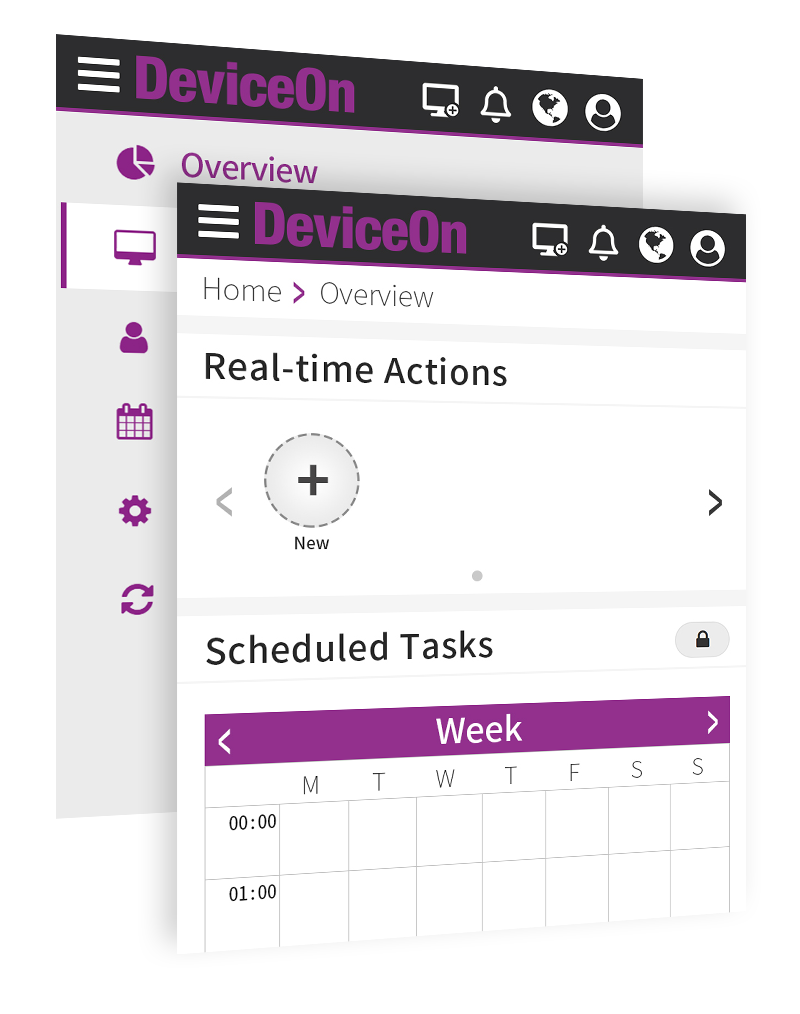 DeviceOn
Overview
DeviceOn
Home > Overview
Real-time Actions
+
New
Scheduled Tasks
Week
M T W T F S S
00:00
01:00